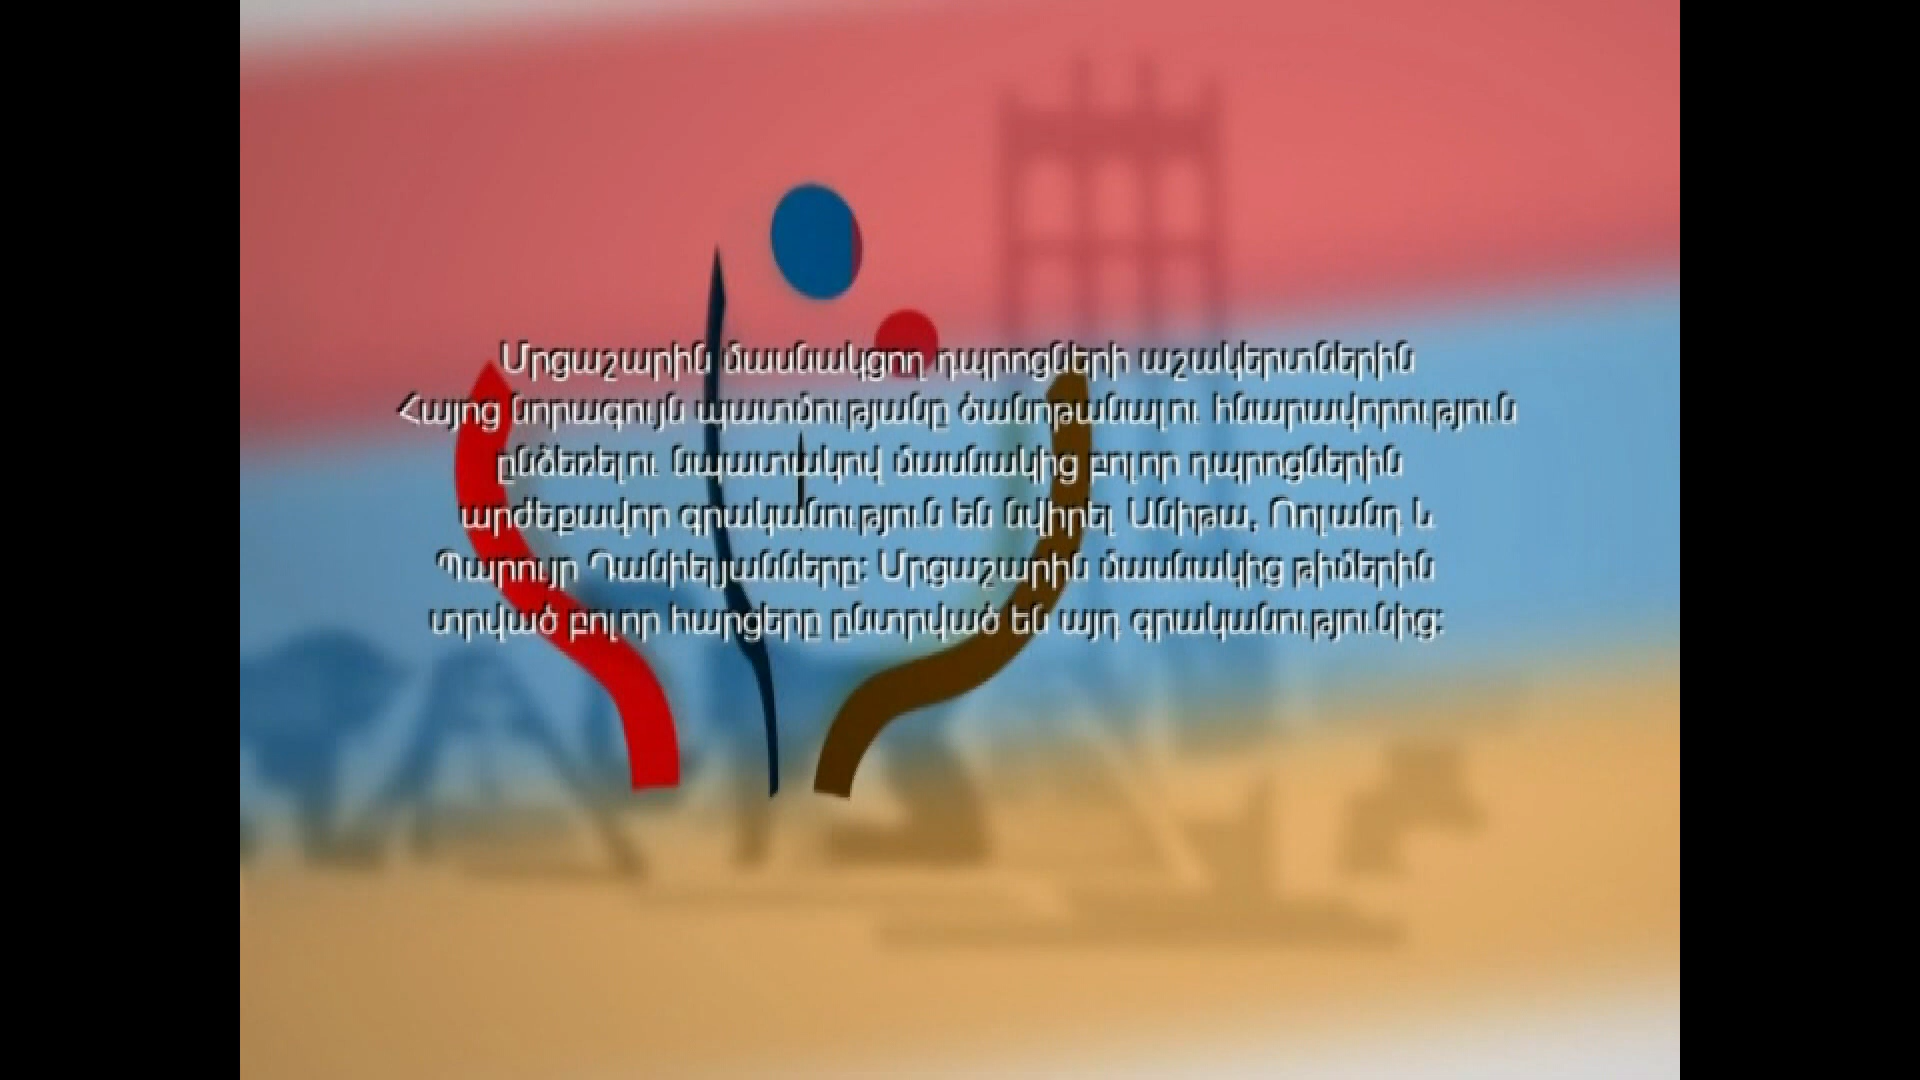 Մրցաշարին մասնակցող դպրոցների աշակերտներին
Հայոց նորագույն պատմությանը ծանոթանալու հնարավորություն
ընձեռելու նպատակով մասնակից բոլոր դպրոցներին
արժեքավոր գրականություն են նվիրել Անիթա, Ռոլանդ և
Պարույր Դանիելյանները: Մրցաշարին մասնակից թիմերին
տրված բոլոր հարցերը ընտրված են այդ գրականությունից: